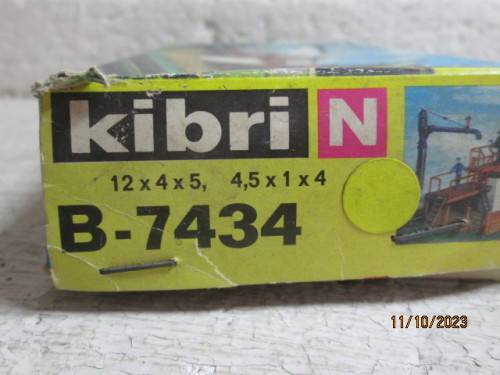 kibri N
12 x 4 x 5, 4,5 x 1 x 4
B-7434
11/10/2023